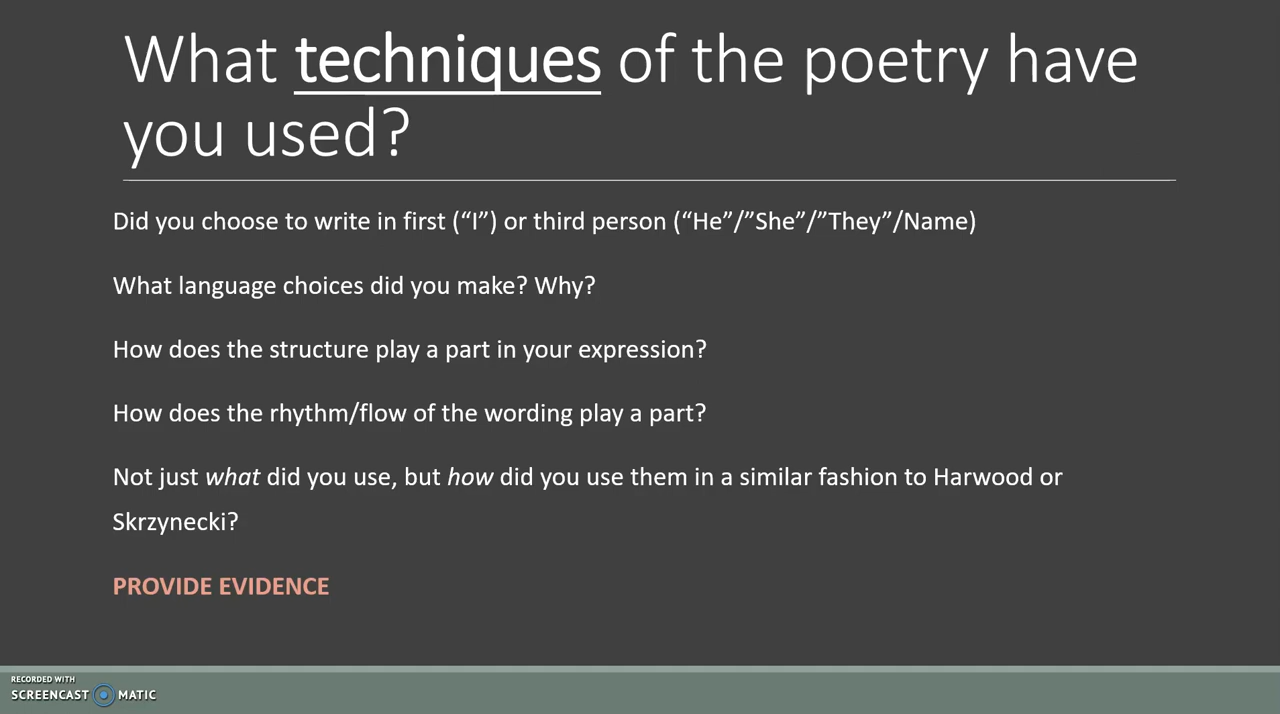 What techniques of the poetry have
you used?
Did you choose to write in first (“I”) or third person (“He”/”She”/”They”/Name)
What language choices did you make? Why?
How does the structure play a part in your expression?
How does the rhythm/flow of the wording play a part?
Not just what did you use, but how did you use them in a similar fashion to Harwood or
Skrzynecki?
PROVIDE EVIDENCE
RECORDED WITH
SCREENCAST MATIC